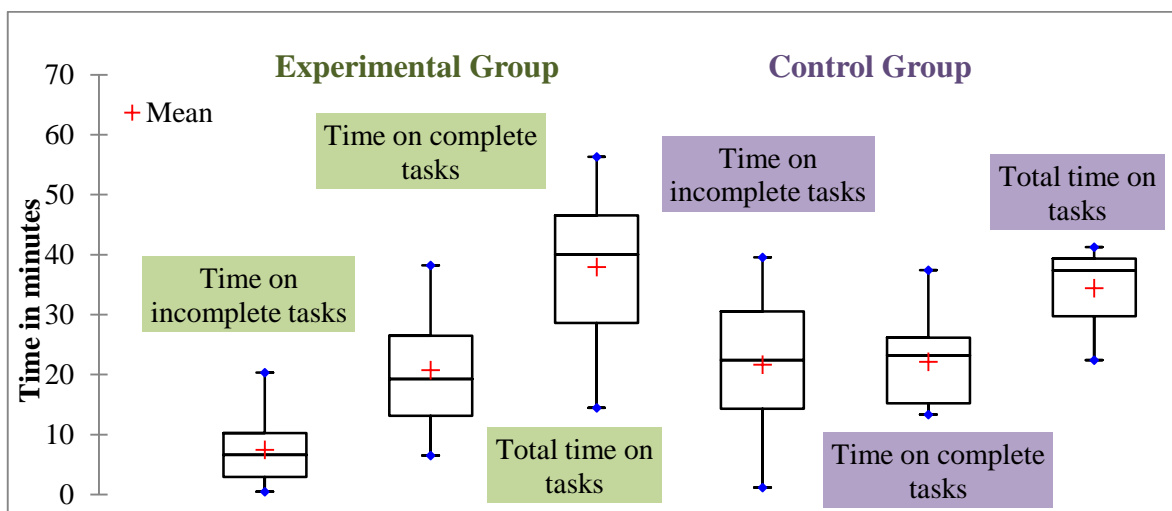 Experimental Group
Control Group
Mean
Time in minutes
70
60
50
40
30
20
10
0
Time on
incomplete tasks
Time on complete
tasks
Total time on
tasks
Time on
incomplete tasks
Time on complete
tasks
Total time on
tasks